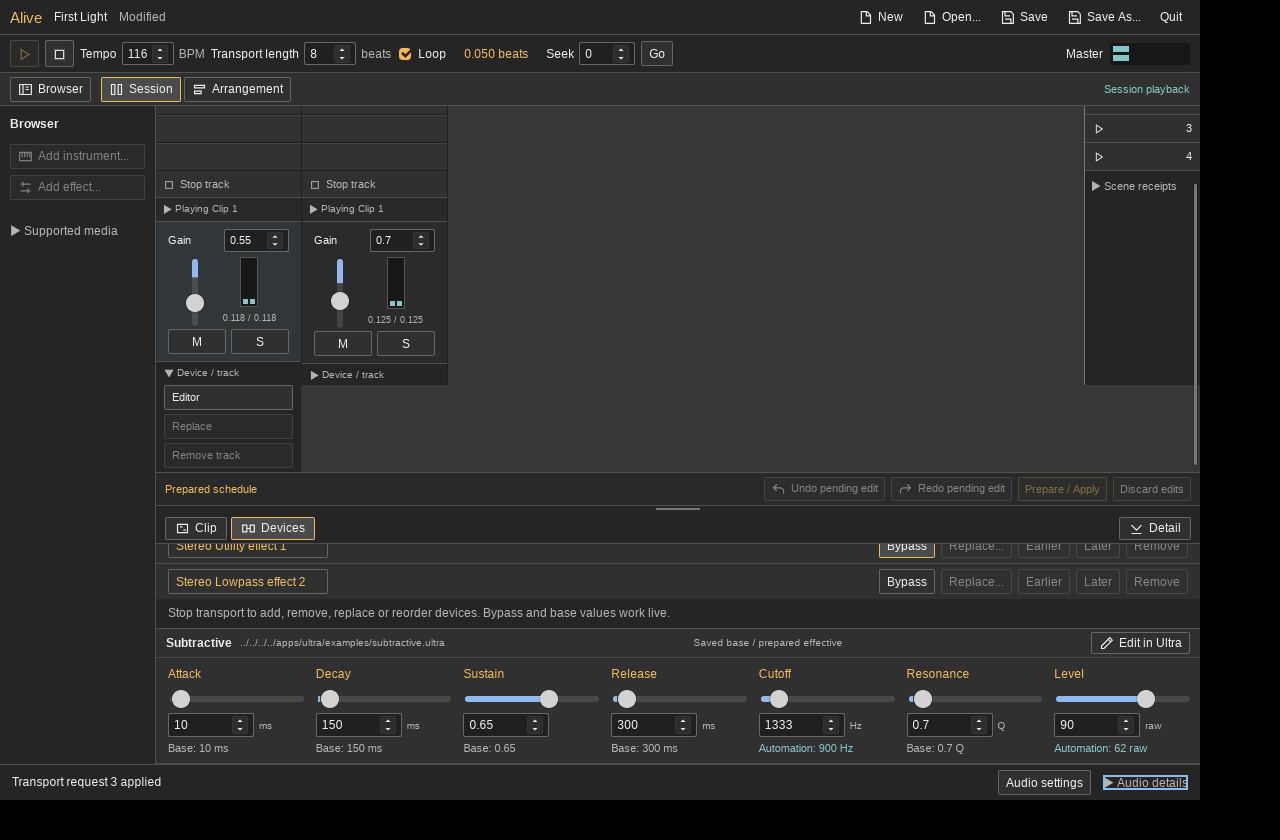 Alive First Light Modified New Open... Save Save As... Quit
Tempo 116 BPM Transport length 8 beats Loop 0.050 beats Seek 0 Go Master
Browser Session Arrangement Session playback
Browser
Add instrument...
Add effect...
Supported media
3
4
Stop track Stop track
Scene receipts
Playing Clip 1 Playing Clip 1
Gain 0.55 Gain 0.7
0.118 / 0.118 0.125 / 0.125
M S M S
Device / track Device / track
Editor
Replace
Remove track
Prepared schedule Undo pending edit Redo pending edit Prepare / Apply Discard edits
Clip Devices Detail
Stereo Utility effect 1 Bypass Replace... Earlier Later Remove
Stereo Lowpass effect 2 Bypass Replace... Earlier Later Remove
Stop transport to add, remove, replace or reorder devices. Bypass and base values work live.
Subtractive ../../../../apps/ultra/examples/subtractive.ultra Saved base / prepared effective Edit in Ultra
Attack Decay Sustain Release Cutoff Resonance Level
10 ms 150 ms 0.65 300 ms 1333 Hz 0.7 Q 90 raw
Base: 10 ms Base: 150 ms Base: 0.65 Base: 300 ms Automation: 900 Hz Base: 0.7 Q Automation: 62 raw
Transport request 3 applied Audio settings Audio details